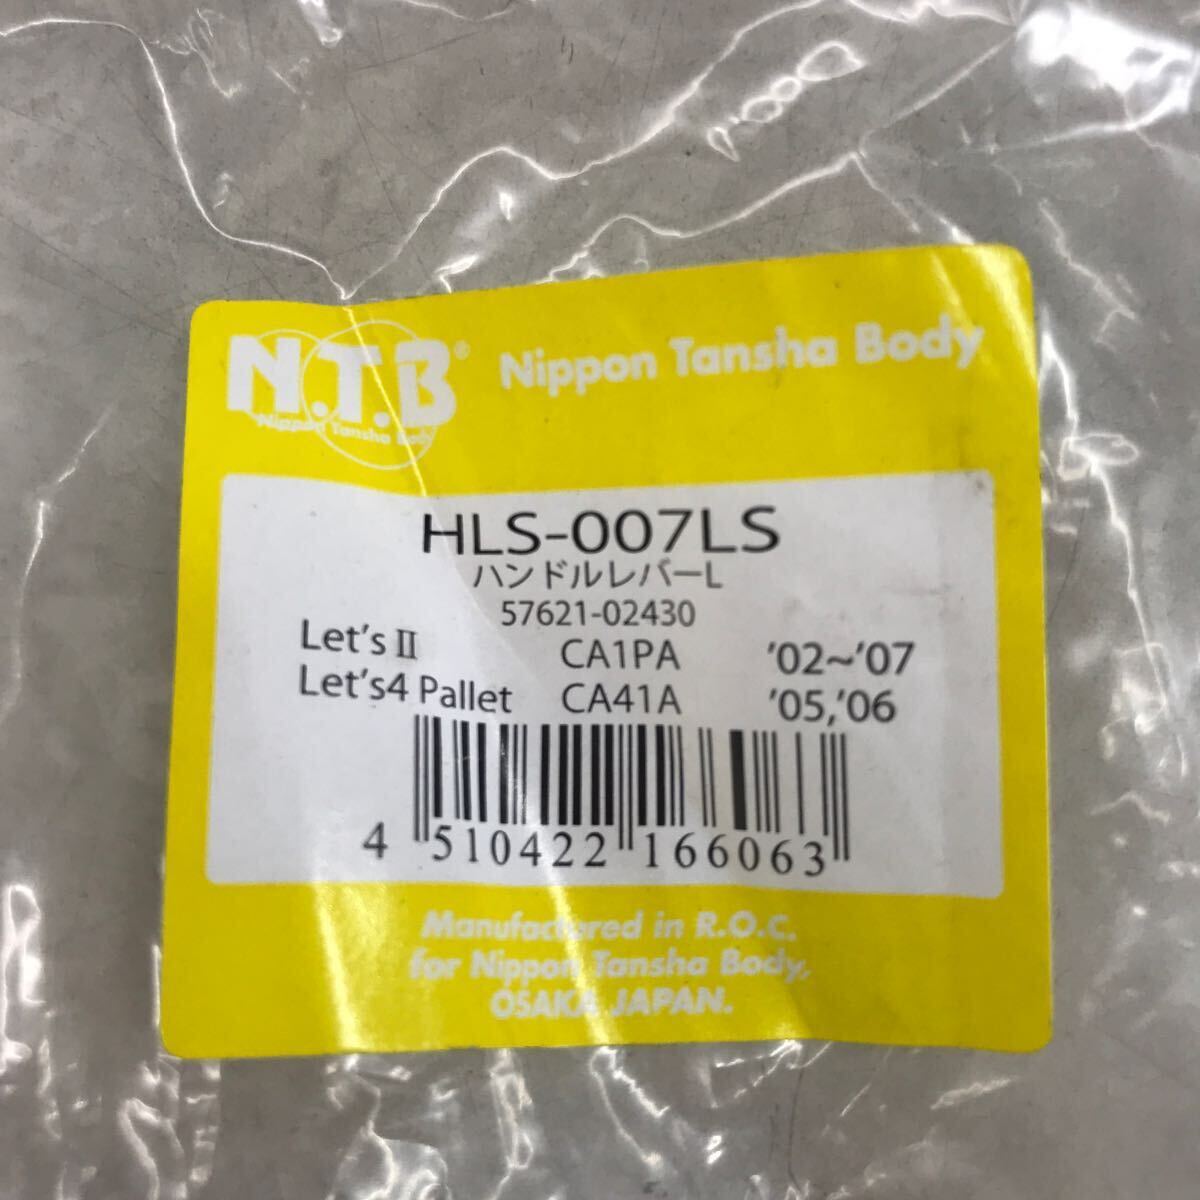 N.T.B® Nippon Tansha Body
Nippon Tansha Body
HLS-007LS
ハンドルレバーL
57621-02430
Let's Ⅱ CA1PA '02~'07
Let's4 Pallet CA41A '05,'06
4 510422 166063
Manufactured in R.O.C.
for Nippon Tansha Body,
OSAKA JAPAN.